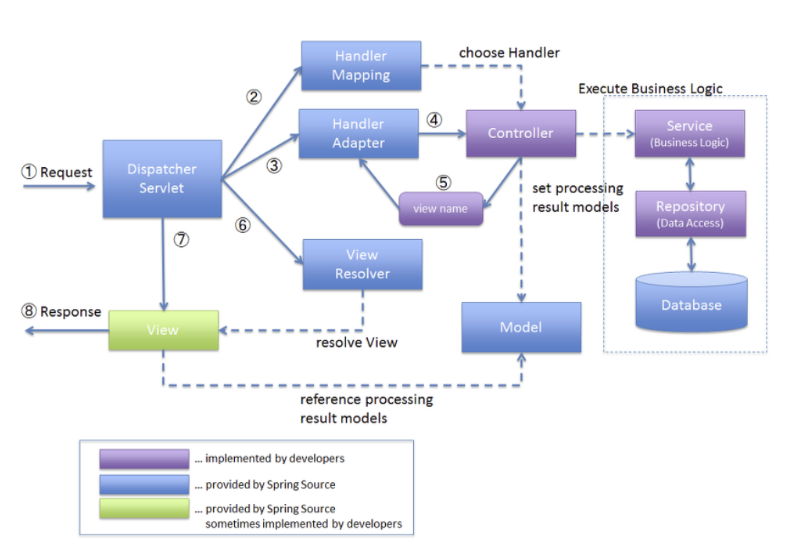 Handler
Mapping
choose Handler
②
Execute Business Logic
Handler
Adapter
④
Controller
Service
(Business Logic)
① Request
Dispatcher
Servlet
③
⑤
view name
set processing
result models
Repository
(Data Access)
⑥
⑦
View
Resolver
Database
⑧ Response
View
resolve View
Model
reference processing
result models
... implemented by developers
... provided by Spring Source
... provided by Spring Source
sometimes implemented by developers